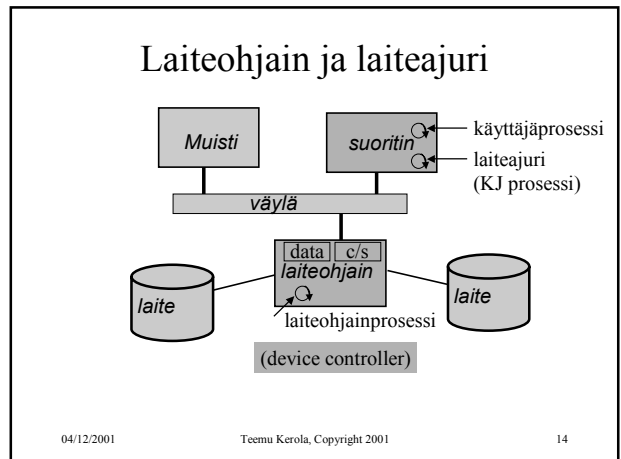 Laiteohjain ja laiteajuri
Muisti
suoritin
käyttäjäprosessi
laiteajuri
(KJ prosessi)
väylä
data c/s
laiteohjain
laite
laite
laiteohjainprosessi
(device controller)
04/12/2001 Teemu Kerola, Copyright 2001 14